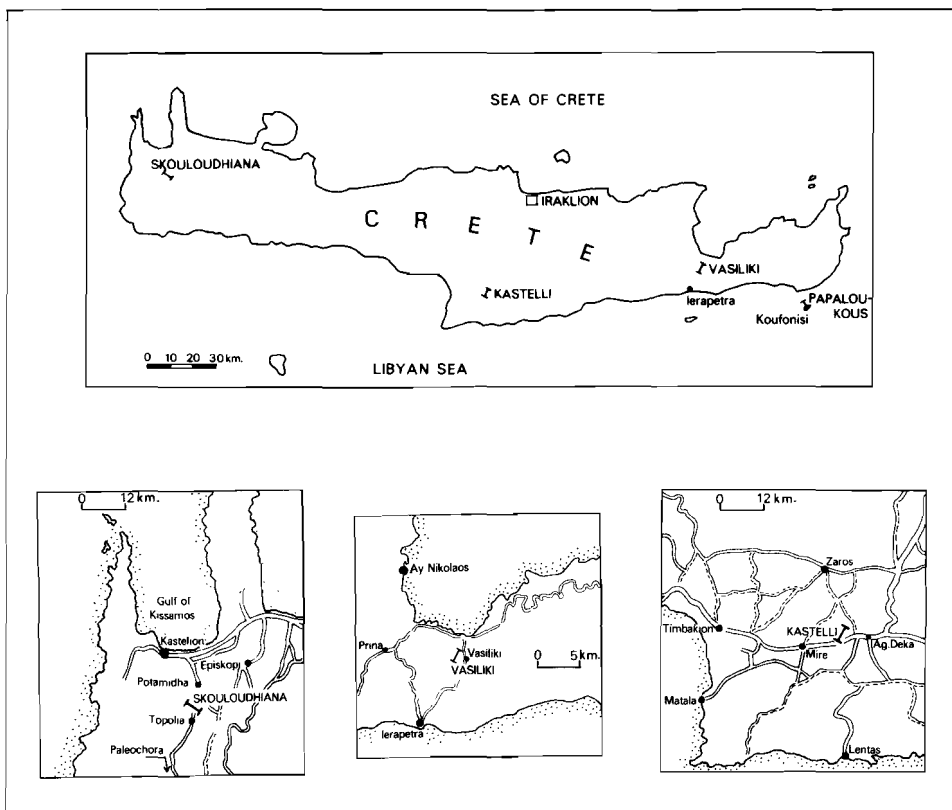 SEA OF CRETE
SKOULOUDHIANA
IRAKLION
CRETE
VASILIKI
KASTELLI
Ierapetra
PAPALOU-
KOUS
Koufonisi
0 10 20 30 km.
LIBYAN SEA
0 12 km.
Gulf of
Kissamos
Kastelion
Episkopi
Potamidha
SKOULOUDHIANA
Topolia
Paleochora
Ay Nikolaos
Prina
Vasiliki
VASILIKI
0 5 km.
Ierapetra
0 12 km.
Zaros
Timbakion
KASTELLI
Mire
Ag.Deka
Matala
Lentas